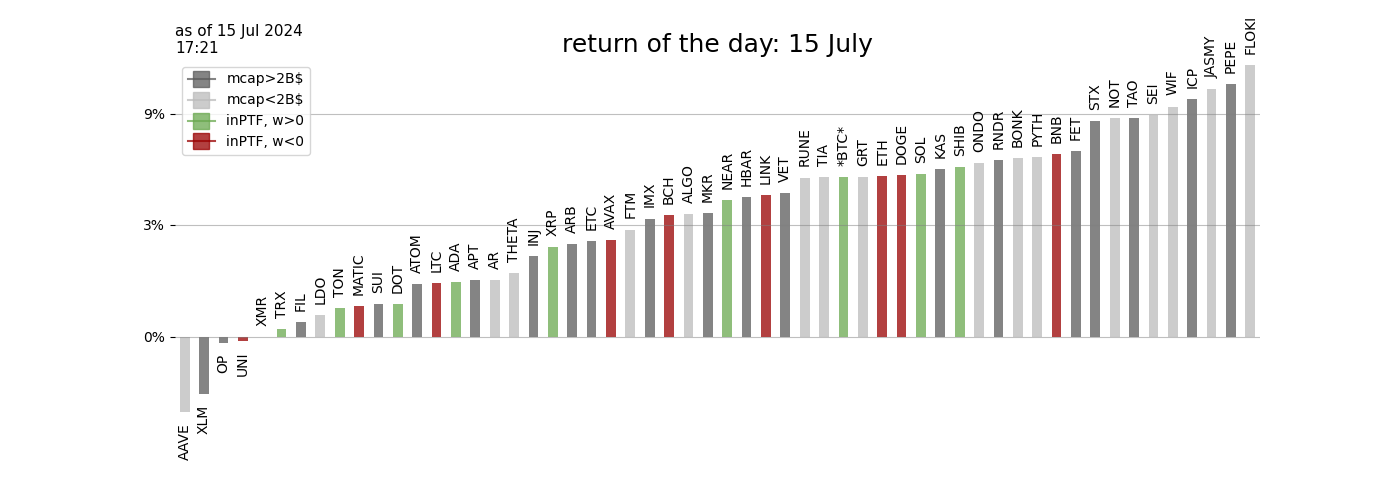 as of 15 Jul 2024
17:21
return of the day: 15 July
mcap>2B$
mcap<2B$
inPTF, w>0
inPTF, w<0
9%
3%
0%
AAVE
XLM
OP
UNI
XMR
TRX
FIL
LDO
TON
MATIC
SUI
DOT
ATOM
LTC
ADA
APT
AR
THETA
INJ
XRP
ARB
ETC
AVAX
FTM
IMX
BCH
ALGO
MKR
NEAR
HBAR
LINK
VET
RUNE
TIA
*BTC*
GRT
ETH
DOGE
SOL
KAS
SHIB
ONDO
RNDR
BONK
PYTH
BNB
FET
STX
NOT
TAO
SEI
WIF
ICP
JASMY
PEPE
FLOKI